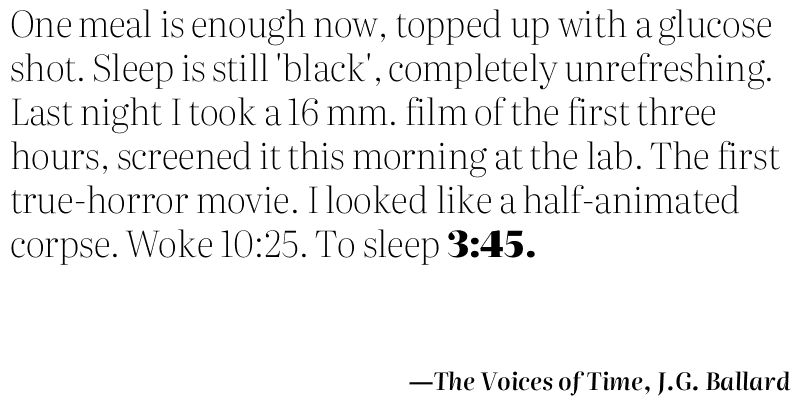 One meal is enough now, topped up with a glucose
shot. Sleep is still 'black', completely unrefreshing.
Last night I took a 16 mm. film of the first three
hours, screened it this morning at the lab. The first
true-horror movie. I looked like a half-animated
corpse. Woke 10:25. To sleep 3:45.
—The Voices of Time, J.G. Ballard